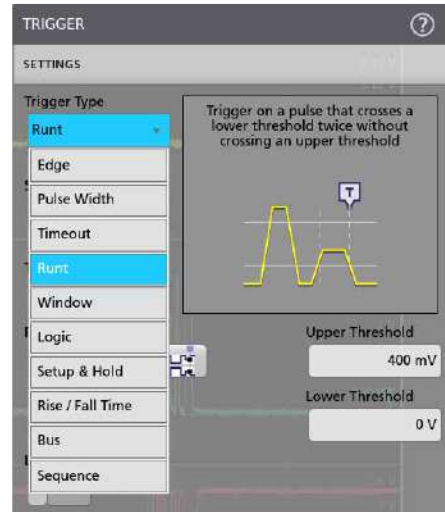 TRIGGER
?
SETTINGS
Trigger Type
Runt
Trigger on a pulse that crosses a
lower threshold twice without
crossing an upper threshold
T
Edge
Pulse Width
Timeout
Runt
Window
Logic
Setup & Hold
Rise / Fall Time
Bus
Sequence
Upper Threshold
400 mV
Lower Threshold
0 V